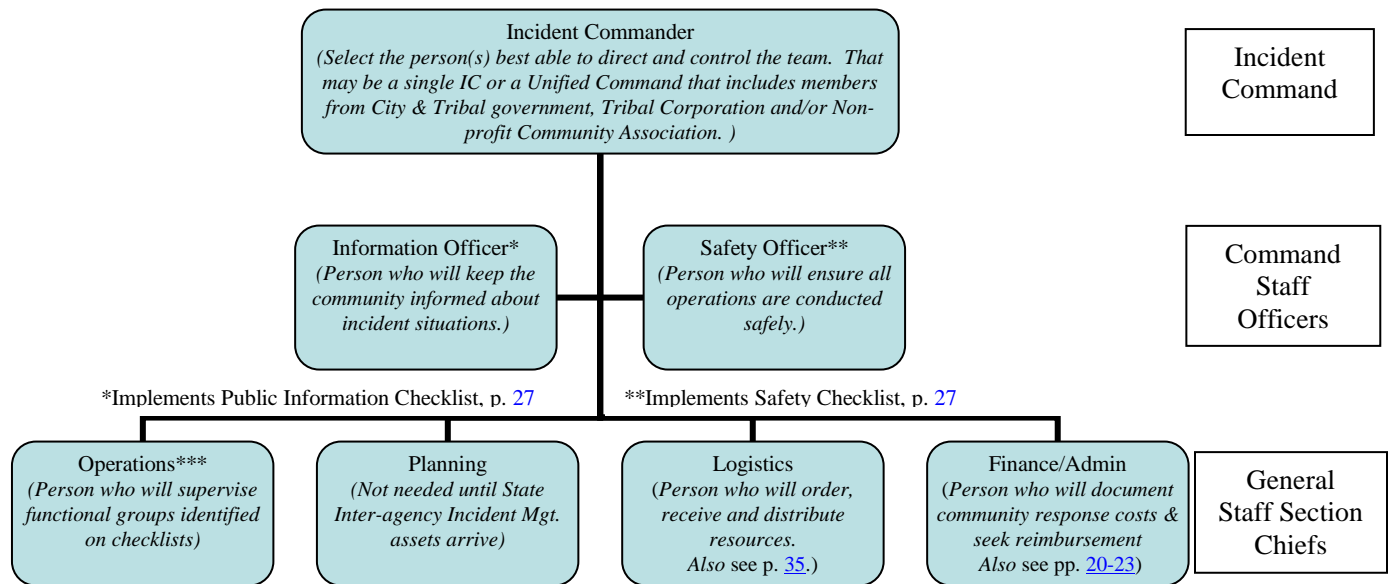 Incident Commander
(Select the person(s) best able to direct and control the team.  That
may be a single IC or a Unified Command that includes members
from City & Tribal government, Tribal Corporation and/or Non-
profit Community Association. )
Incident
Command
Information Officer*
(Person who will keep the
community informed about
incident situations.)
Safety Officer**
(Person who will ensure all
operations are conducted
safely.)
Command
Staff
Officers
*Implements Public Information Checklist, p. 27
**Implements Safety Checklist, p. 27
Operations***
(Person who will supervise
functional groups identified
on checklists)
Planning
(Not needed until State
Inter-agency Incident Mgt.
assets arrive)
Logistics
(Person who will order,
receive and distribute
resources.
Also see p. 35.)
Finance/Admin
(Person who will document
community response costs &
seek reimbursement
Also see pp. 20-23)
General
Staff Section
Chiefs